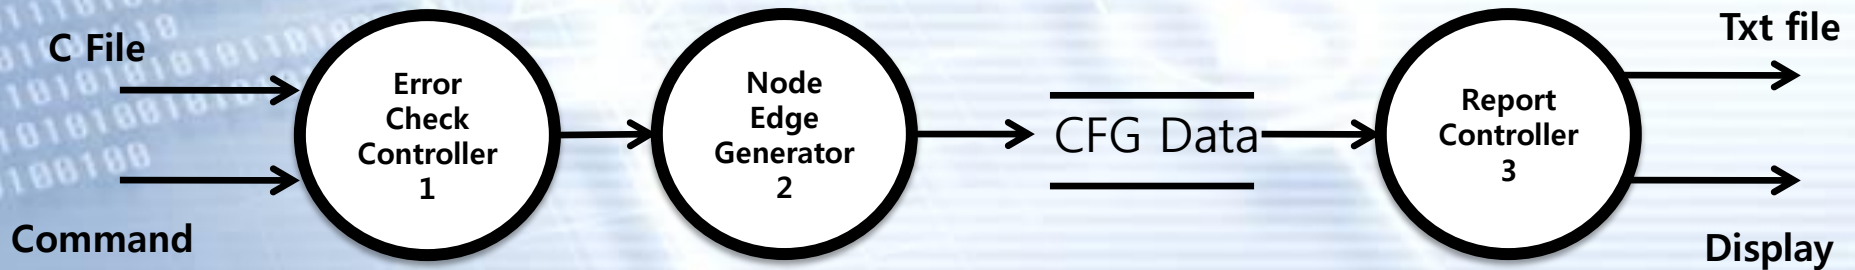 C File
Command
Error
Check
Controller
1
Node
Edge
Generator
2
CFG Data
Report
Controller
3
Txt file
Display